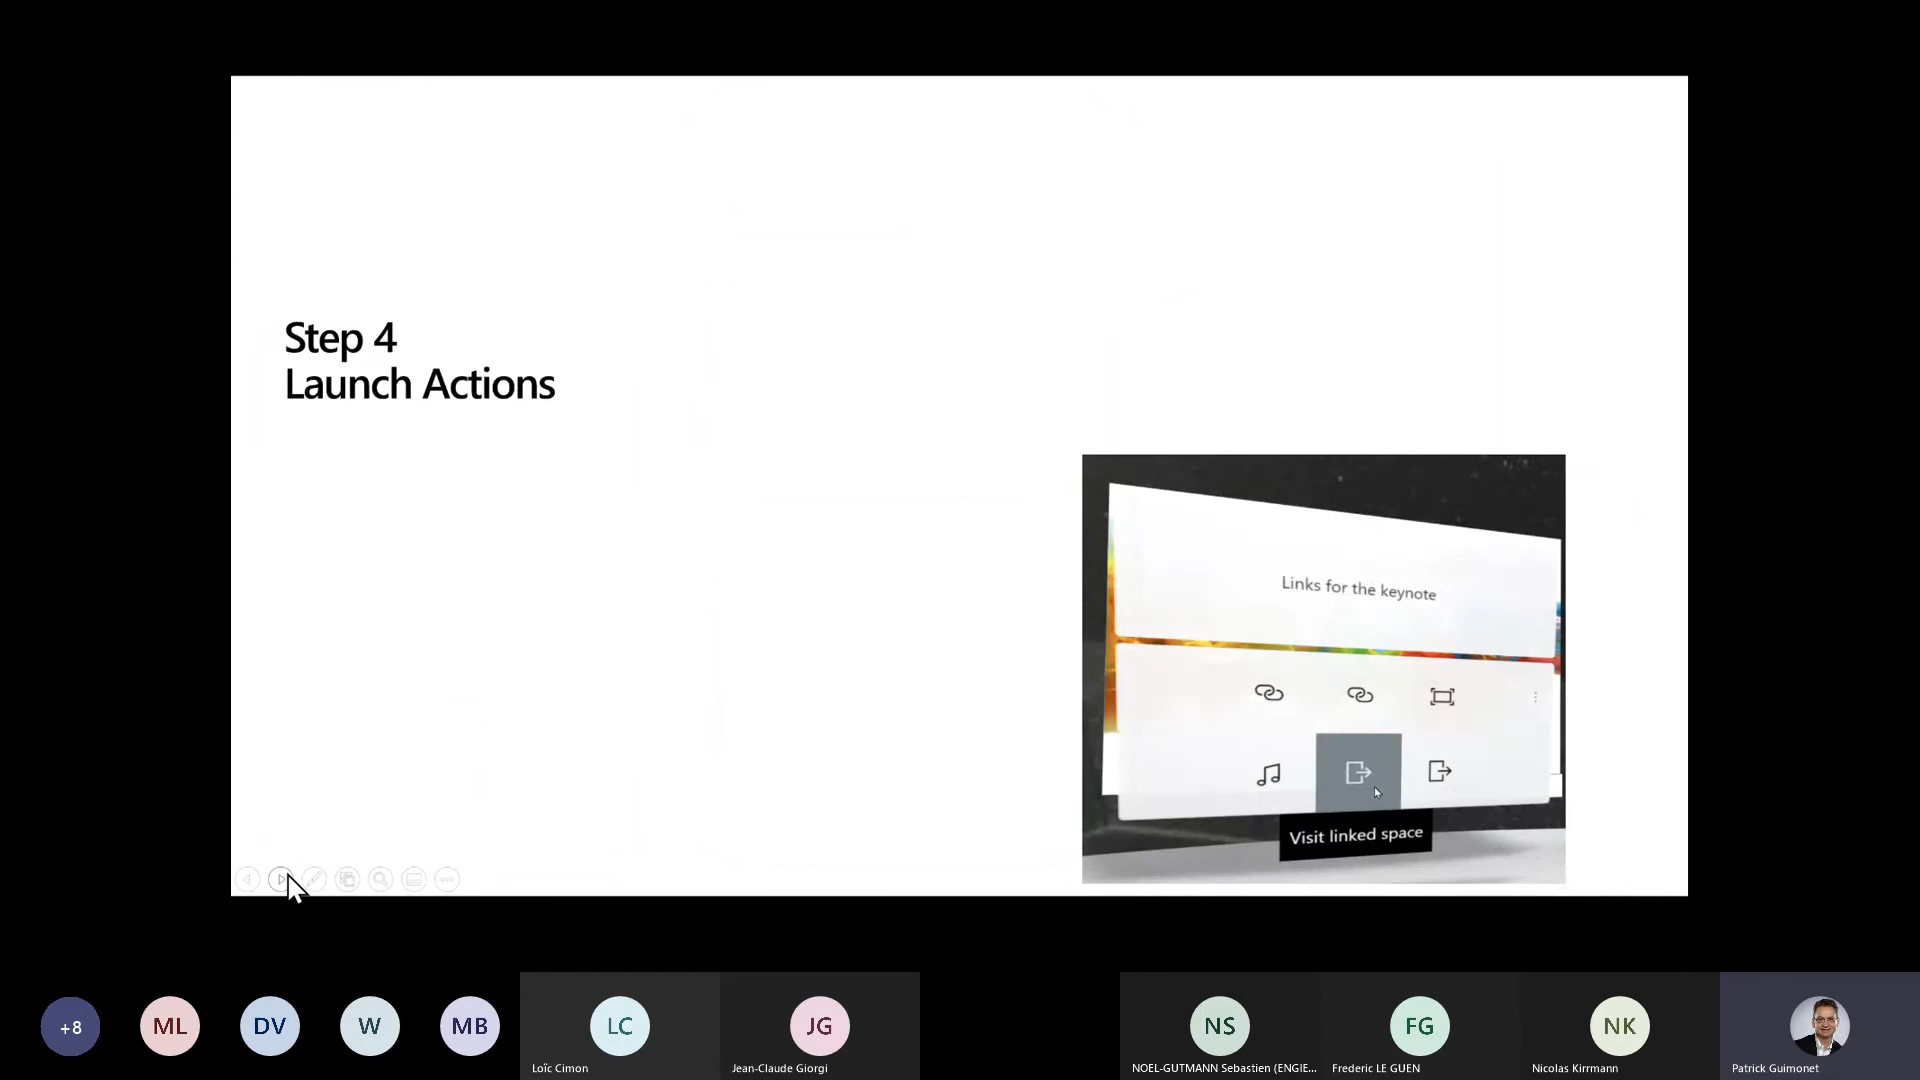 Step 4
Launch Actions
Links for the keynote
Visit linked space
+8
ML
DV
W
MB
LC
JG
NS
FG
NK
Loïc Cimon
Jean-Claude Giorgi
NOEL-GUTMANN Sebastien (ENGIE...
Frederic LE GUEN
Nicolas Kirrmann
Patrick Guimonet